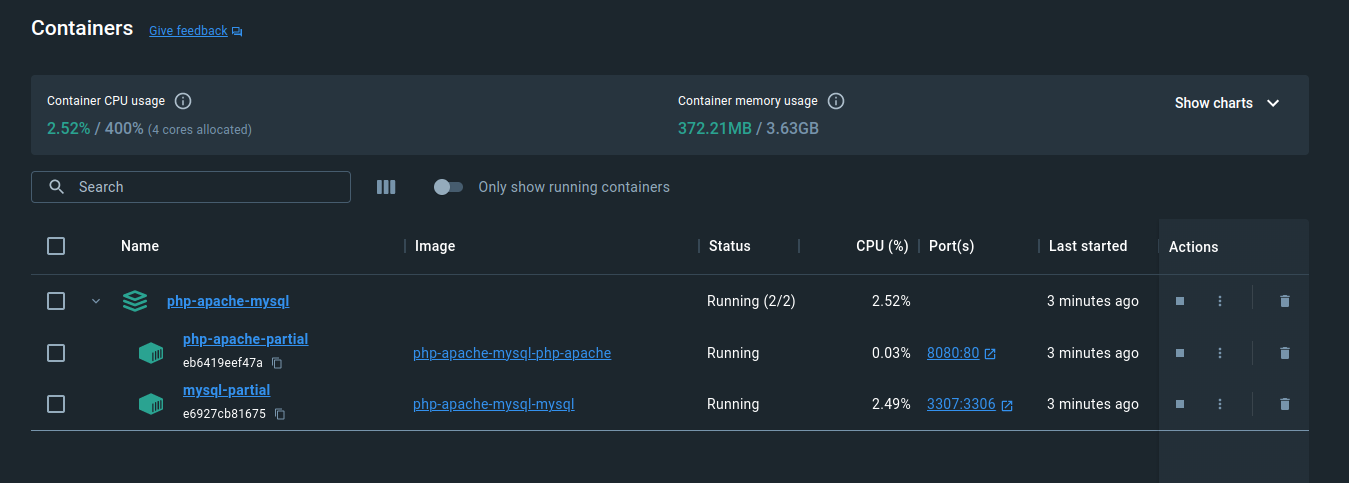 Containers Give feedback
Container CPU usage
2.52% / 400% (4 cores allocated)
Container memory usage
372.21MB / 3.63GB
Show charts
Search
Only show running containers
Name Image Status CPU (%) Port(s) Last started Actions
php-apache-mysql Running (2/2) 2.52% 3 minutes ago
php-apache-partial
eb6419eef47a
php-apache-mysql-php-apache Running 0.03% 8080:80 3 minutes ago
mysql-partial
e6927cb81675
php-apache-mysql-mysql Running 2.49% 3307:3306 3 minutes ago